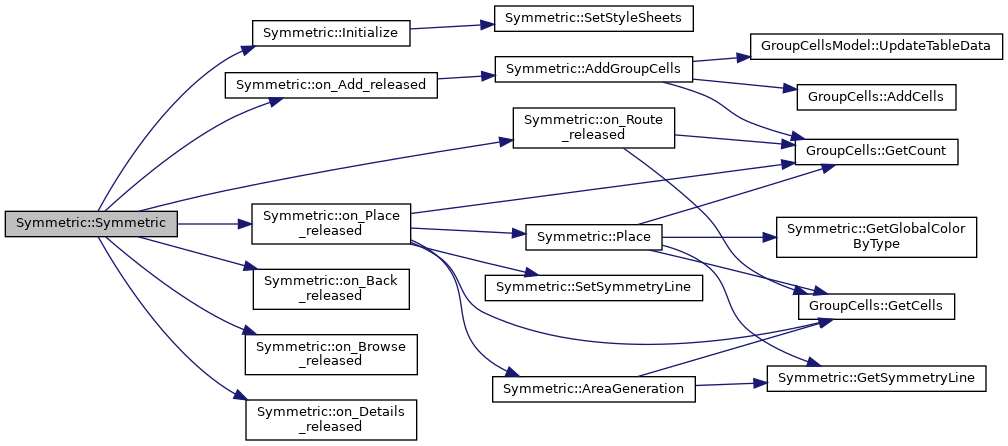 Symmetric::Symmetric
Symmetric::Initialize
Symmetric::SetStyleSheets
Symmetric::on_Add_released
Symmetric::AddGroupCells
GroupCellsModel::UpdateTableData
GroupCells::AddCells
GroupCells::GetCount
Symmetric::on_Route
_released
Symmetric::on_Place
_released
Symmetric::Place
Symmetric::GetGlobalColor
ByType
Symmetric::SetSymmetryLine
GroupCells::GetCells
Symmetric::AreaGeneration
Symmetric::GetSymmetryLine
Symmetric::on_Back
_released
Symmetric::on_Browse
_released
Symmetric::on_Details
_released